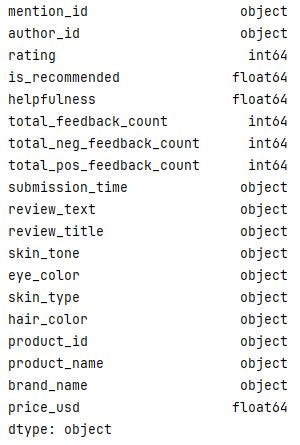 mention_id object
author_id object
rating int64
is_recommended float64
helpfulness float64
total_feedback_count int64
total_neg_feedback_count int64
total_pos_feedback_count int64
submission_time object
review_text object
review_title object
skin_tone object
eye_color object
skin_type object
hair_color object
product_id object
product_name object
brand_name object
price_usd float64
dtype: object